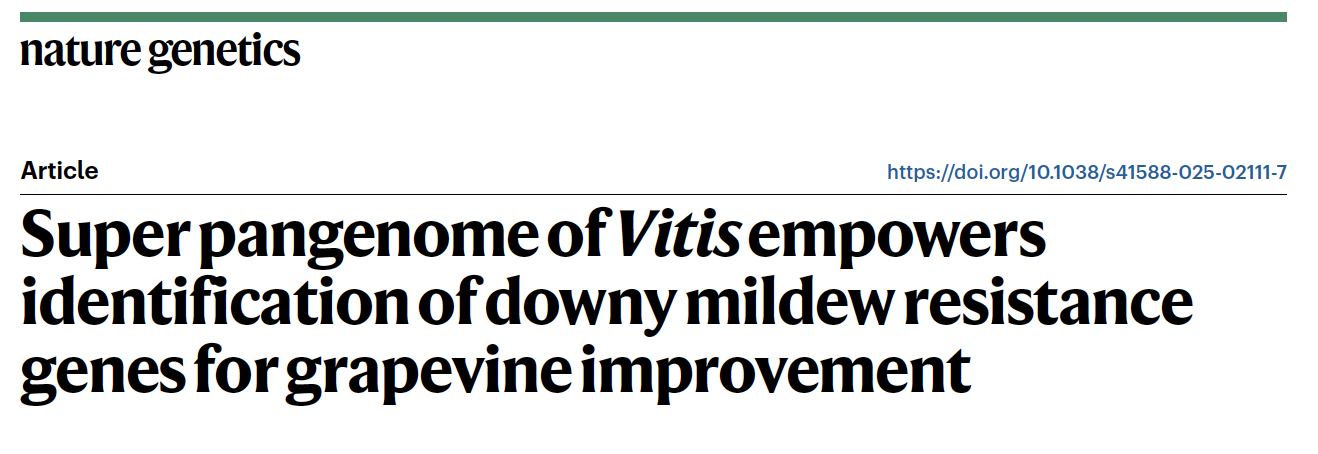 nature genetics
Article https://doi.org/10.1038/s41588-025-02111-7
Super pangenome of Vitis empowers
identification of downy mildew resistance
genes for grapevine improvement